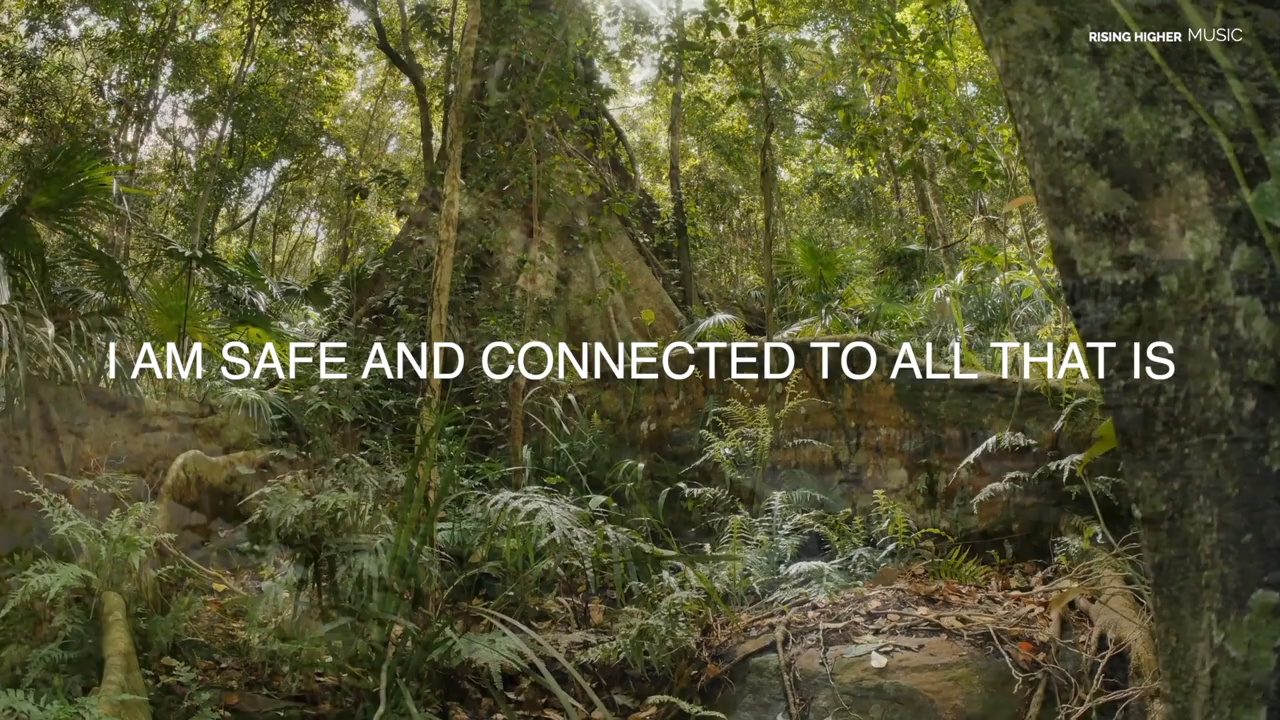 RISING HIGHER MUSIC
I AM SAFE AND CONNECTED TO ALL THAT IS